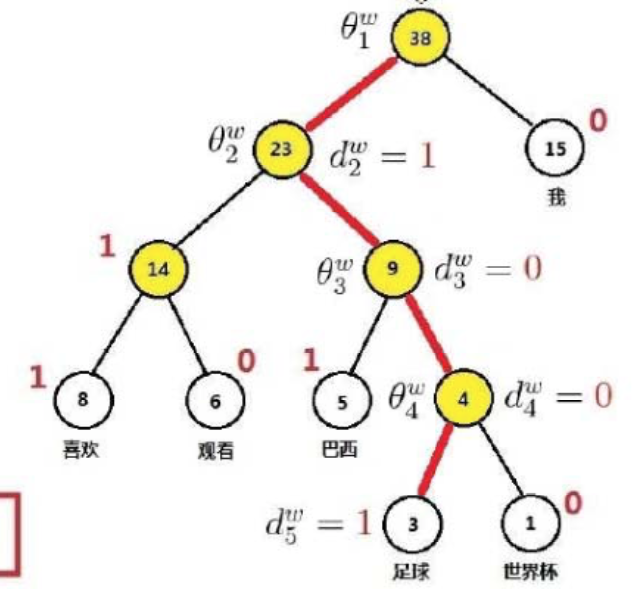 θ₁ʷ 38
0
θ₂ʷ 23 d₂ʷ = 1 15
我
1 14 θ₃ʷ 9 d₃ʷ = 0
1 8 0 6 1 5 θ₄ʷ 4 d₄ʷ = 0
喜欢 观看 巴西
d₅ʷ = 1 3 1 0
足球 世界杯